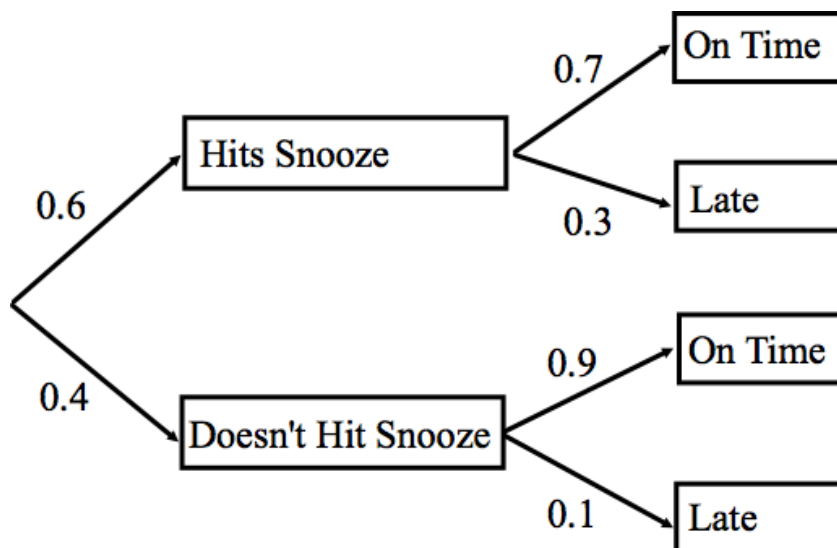 On Time
0.7
Hits Snooze
0.6
Late
0.3
On Time
0.9
0.4
Doesn't Hit Snooze
0.1
Late